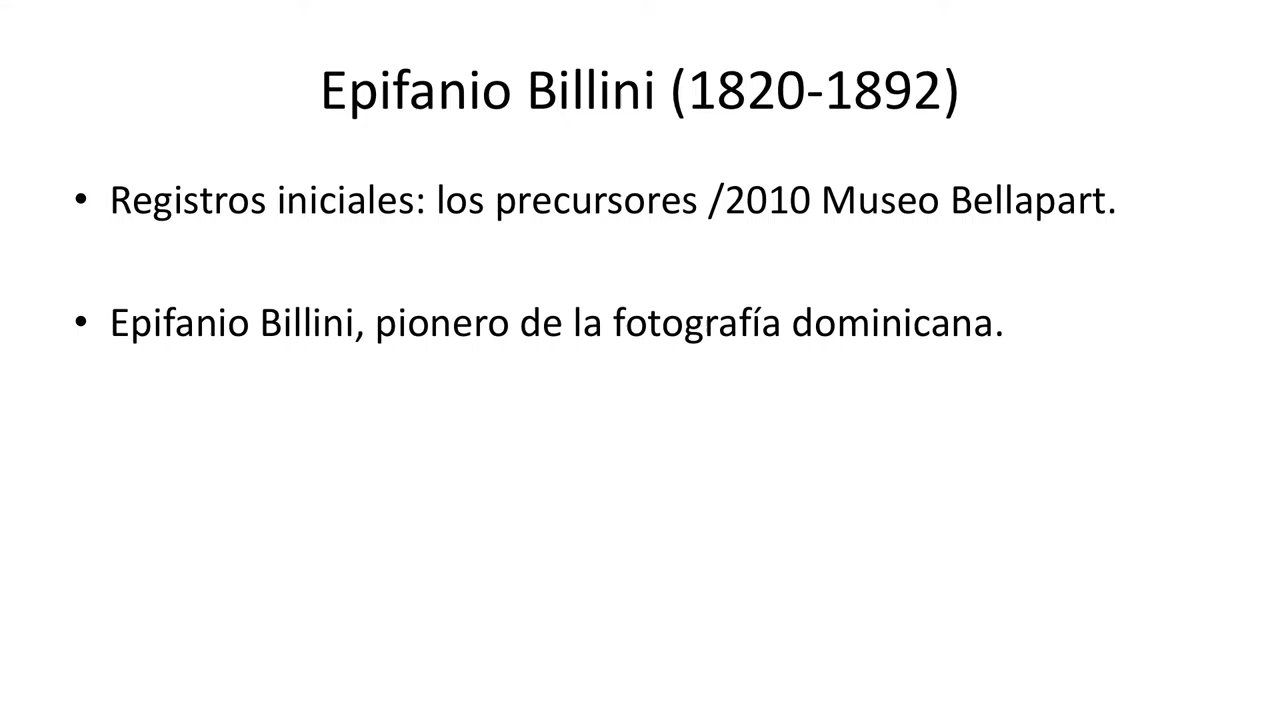 Epifanio Billini (1820-1892)
• Registros iniciales: los precursores /2010 Museo Bellapart.
• Epifanio Billini, pionero de la fotografía dominicana.